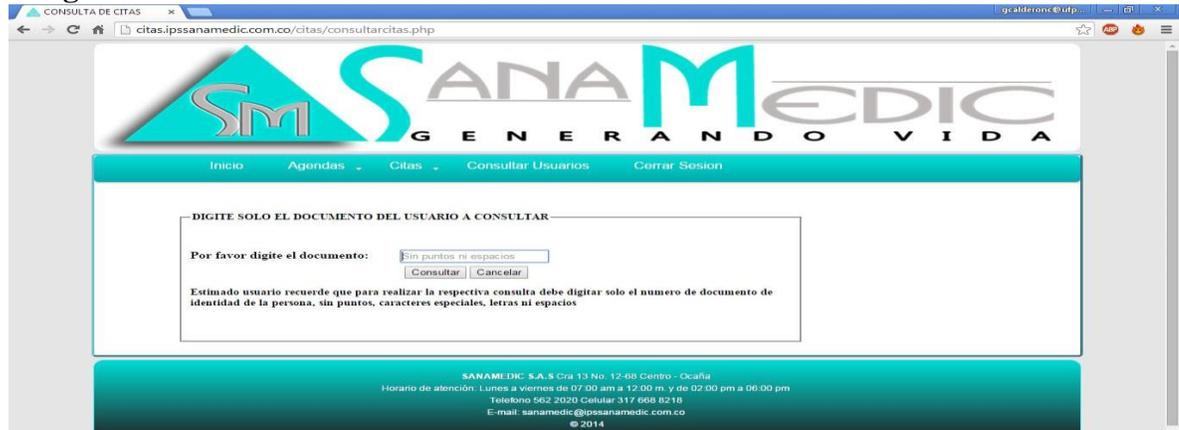 CONSULTA DE CITAS
gcalderonc@ufp...
citas.ipssanamedic.com.co/citas/consultarcitas.php
ABP
SM SANAMEDIC
GENERANDO VIDA
Inicio Agendas Citas Consultar Usuarios Cerrar Sesion
DIGITE SOLO EL DOCUMENTO DEL USUARIO A CONSULTAR
Por favor digite el documento: Sin puntos ni espacios
Consultar Cancelar
Estimado usuario recuerde que para realizar la respectiva consulta debe digitar solo el numero de documento de
identidad de la persona, sin puntos, caracteres especiales, letras ni espacios
SANAMEDIC S.A.S Cra 13 No. 12-68 Centro - Ocaña
Horario de atención: Lunes a viernes de 07:00 am a 12:00 m. y de 02:00 pm a 06:00 pm
Telefono 562 2020 Celular 317 668 8218
E-mail: sanamedic@ipssanamedic.com.co
© 2014